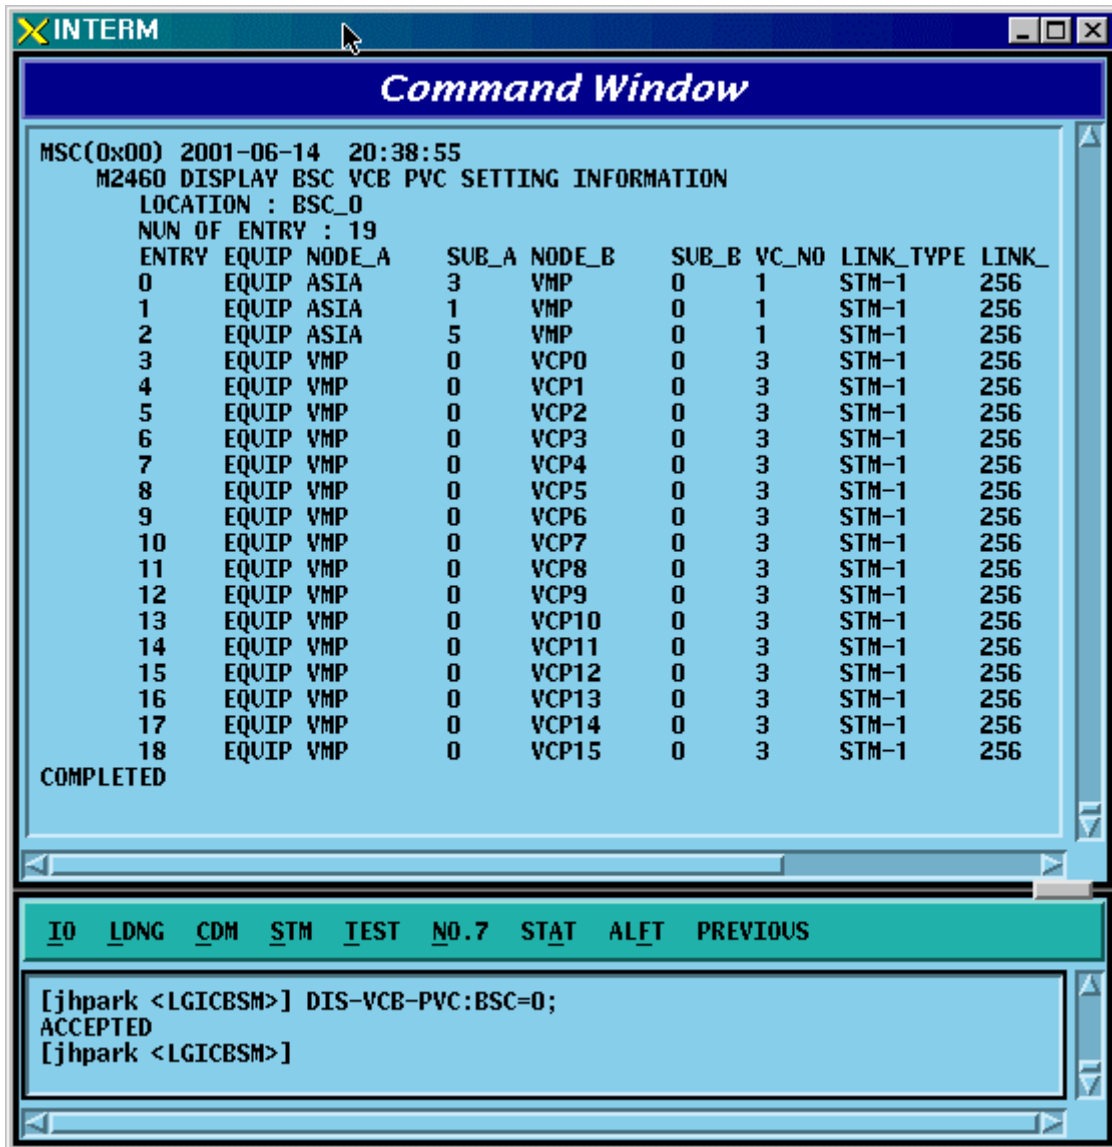 INTERM
Command Window
MSC(0x00) 2001-06-14 20:38:55
M2460 DISPLAY BSC VCB PVC SETTING INFORMATION
LOCATION : BSC_0
NUN OF ENTRY : 19
ENTRY EQUIP NODE_A SUB_A NODE_B SUB_B VC_NO LINK_TYPE LINK_
0 EQUIP ASIA 3 VMP 0 1 STM-1 256
1 EQUIP ASIA 1 VMP 0 1 STM-1 256
2 EQUIP ASIA 5 VMP 0 1 STM-1 256
3 EQUIP VMP 0 VCP0 0 3 STM-1 256
4 EQUIP VMP 0 VCP1 0 3 STM-1 256
5 EQUIP VMP 0 VCP2 0 3 STM-1 256
6 EQUIP VMP 0 VCP3 0 3 STM-1 256
7 EQUIP VMP 0 VCP4 0 3 STM-1 256
8 EQUIP VMP 0 VCP5 0 3 STM-1 256
9 EQUIP VMP 0 VCP6 0 3 STM-1 256
10 EQUIP VMP 0 VCP7 0 3 STM-1 256
11 EQUIP VMP 0 VCP8 0 3 STM-1 256
12 EQUIP VMP 0 VCP9 0 3 STM-1 256
13 EQUIP VMP 0 VCP10 0 3 STM-1 256
14 EQUIP VMP 0 VCP11 0 3 STM-1 256
15 EQUIP VMP 0 VCP12 0 3 STM-1 256
16 EQUIP VMP 0 VCP13 0 3 STM-1 256
17 EQUIP VMP 0 VCP14 0 3 STM-1 256
18 EQUIP VMP 0 VCP15 0 3 STM-1 256
COMPLETED
IO LDNG CDM STM TEST NO.7 STAT ALFT PREVIOUS
[jhpark <LGICBSM>] DIS-VCB-PVC:BSC=0;
ACCEPTED
[jhpark <LGICBSM>]